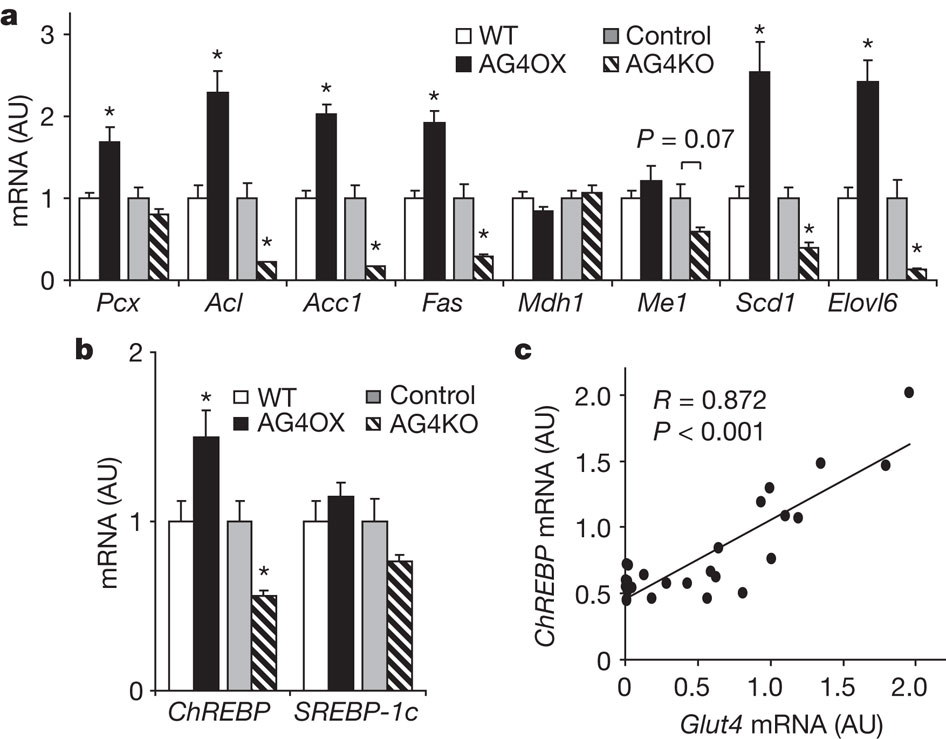 a
mRNA (AU)
3
2
1
0
WT
Control
AG4OX
AG4KO
*
*
*
*
*
*
*
P = 0.07
*
*
*
*
Pcx Acl Acc1 Fas Mdh1 Me1 Scd1 Elovl6
b
mRNA (AU)
2
1
0
WT
Control
AG4OX
AG4KO
*
*
ChREBP SREBP-1c
c
ChREBP mRNA (AU)
2.0
1.5
1.0
0.5
0
R = 0.872
P < 0.001
0 0.5 1.0 1.5 2.0
Glut4 mRNA (AU)